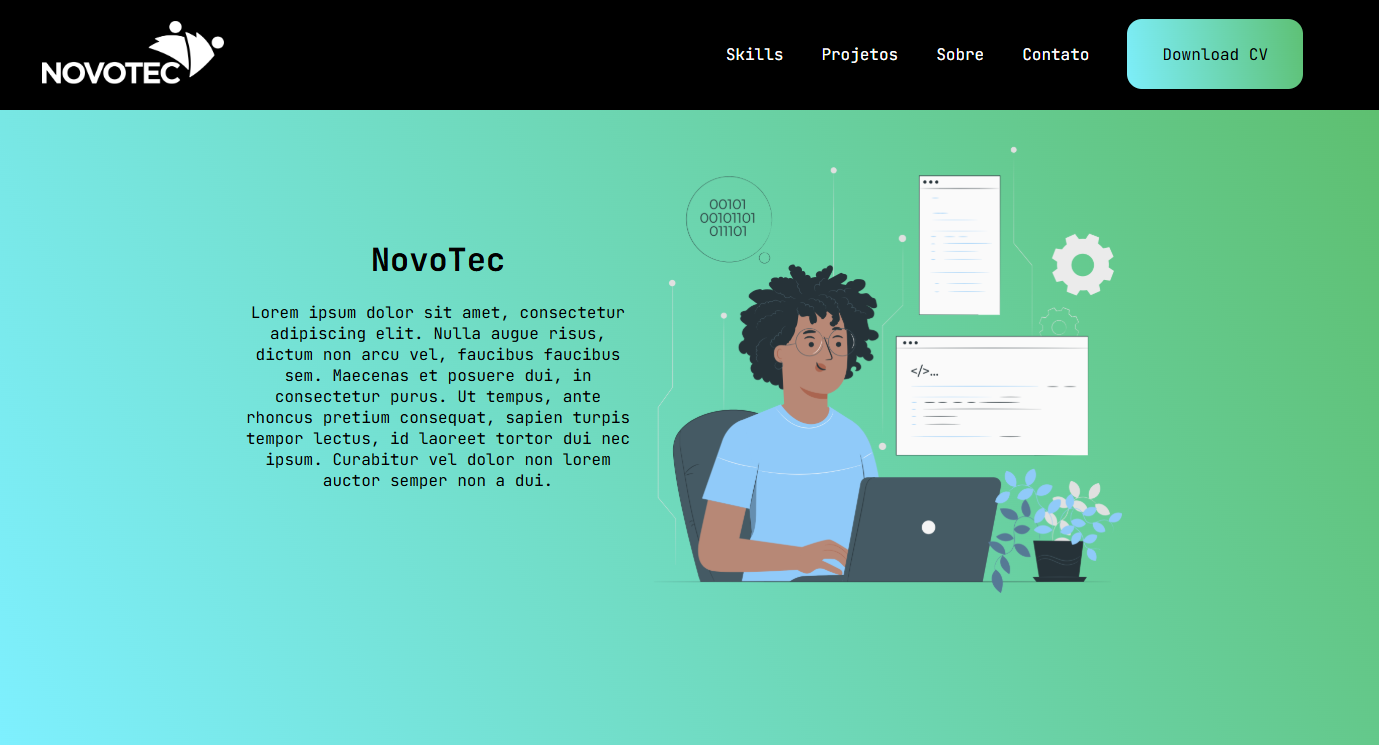 NOVOTEC
Skills
Projetos
Sobre
Contato
Download CV
00101
00101101
011101
NovoTec
Lorem ipsum dolor sit amet, consectetur
adipiscing elit. Nulla augue risus,
dictum non arcu vel, faucibus faucibus
sem. Maecenas et posuere dui, in
consectetur purus. Ut tempus, ante
rhoncus pretium consequat, sapien turpis
tempor lectus, id laoreet tortor dui nec
ipsum. Curabitur vel dolor non lorem
auctor semper non a dui.
</>...